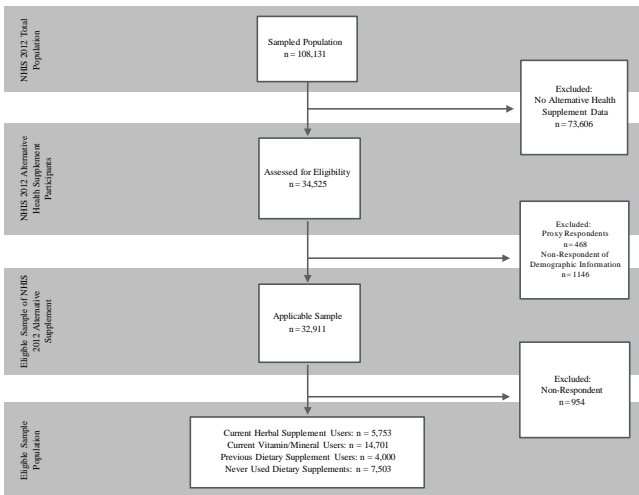 NHIS 2012 Total
Population
Sampled Population
n = 108,131
Excluded:
No Alternative Health
Supplement Data
n = 73,606
NHIS 2012 Alternative
Health Supplement
Participants
Assessed for Eligibility
n = 34,525
Excluded:
Proxy Respondents
n = 468
Non-Respondent of
Demographic Information
n = 1146
Eligible Sample of NHIS
2012 Alternative
Supplement
Applicable Sample
n = 32,911
Excluded:
Non-Respondent
n = 954
Eligible Sample
Population
Current Herbal Supplement Users: n = 5,753
Current Vitamin/Mineral Users: n = 14,701
Previous Dietary Supplement Users: n = 4,000
Never Used Dietary Supplements: n = 7,503